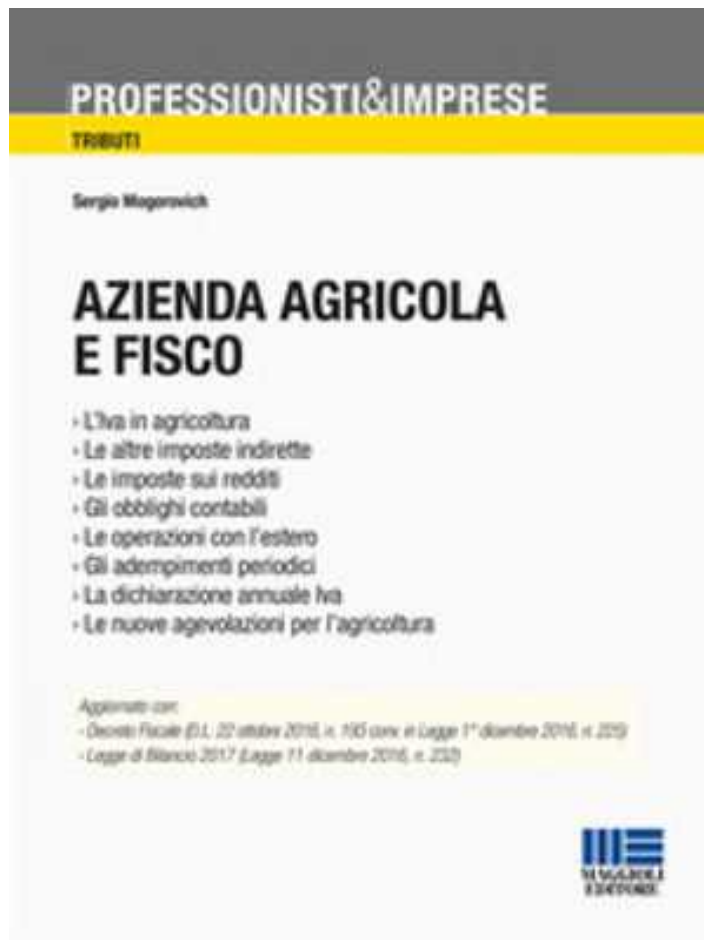 PROFESSIONISTI&IMPRESE
TRIBUTI
Sergio Mogorovich
AZIENDA AGRICOLA
E FISCO
› L'Iva in agricoltura
› Le altre imposte indirette
› Le imposte sui redditi
› Gli obblighi contabili
› Le operazioni con l'estero
› Gli adempimenti periodici
› La dichiarazione annuale Iva
› Le nuove agevolazioni per l'agricoltura
Aggiornato con:
- Decreto Fiscale (D.L. 22 ottobre 2016, n. 193 conv. in Legge 1° dicembre 2016, n. 225)
- Legge di Bilancio 2017 (Legge 11 dicembre 2016, n. 232)
MAGGIOLI
EDITORE